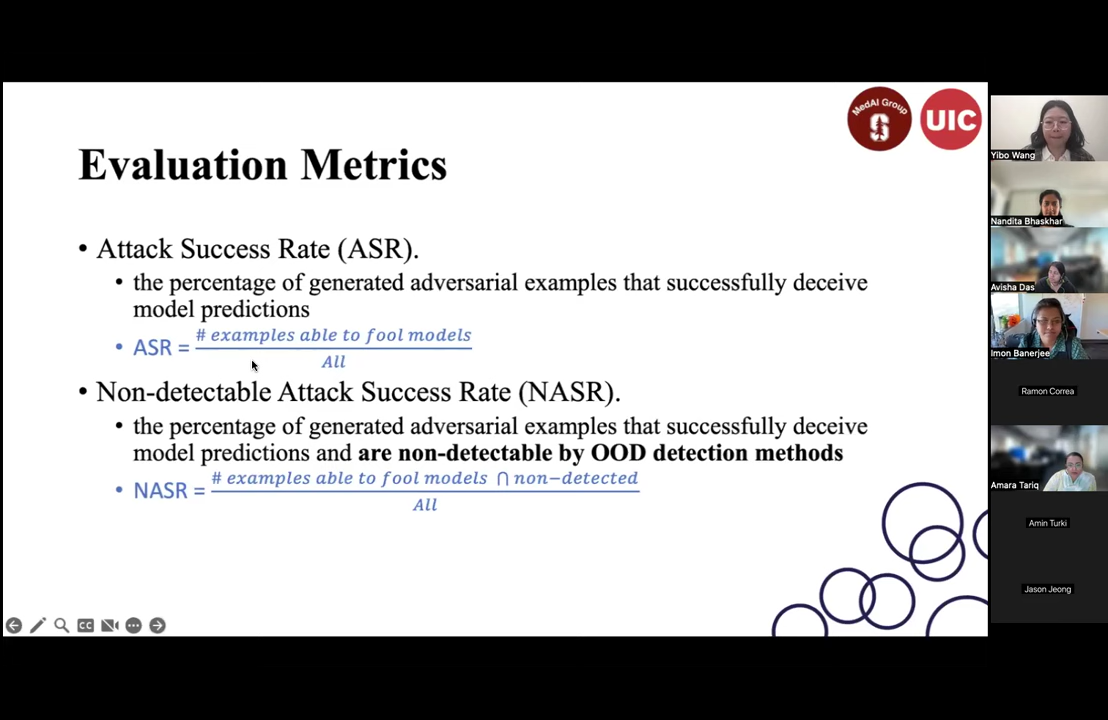 MedAI Group
S
UIC
Evaluation Metrics
• Attack Success Rate (ASR).
• the percentage of generated adversarial examples that successfully deceive
model predictions
• ASR = # examples able to fool models / All
• Non-detectable Attack Success Rate (NASR).
• the percentage of generated adversarial examples that successfully deceive
model predictions and are non-detectable by OOD detection methods
• NASR = # examples able to fool models ∩ non−detected / All
CC
Yibo Wang
Nandita Bhaskhar
Avisha Das
Imon Banerjee
Ramon Correa
Amara Tariq
Amin Turki
Jason Jeong